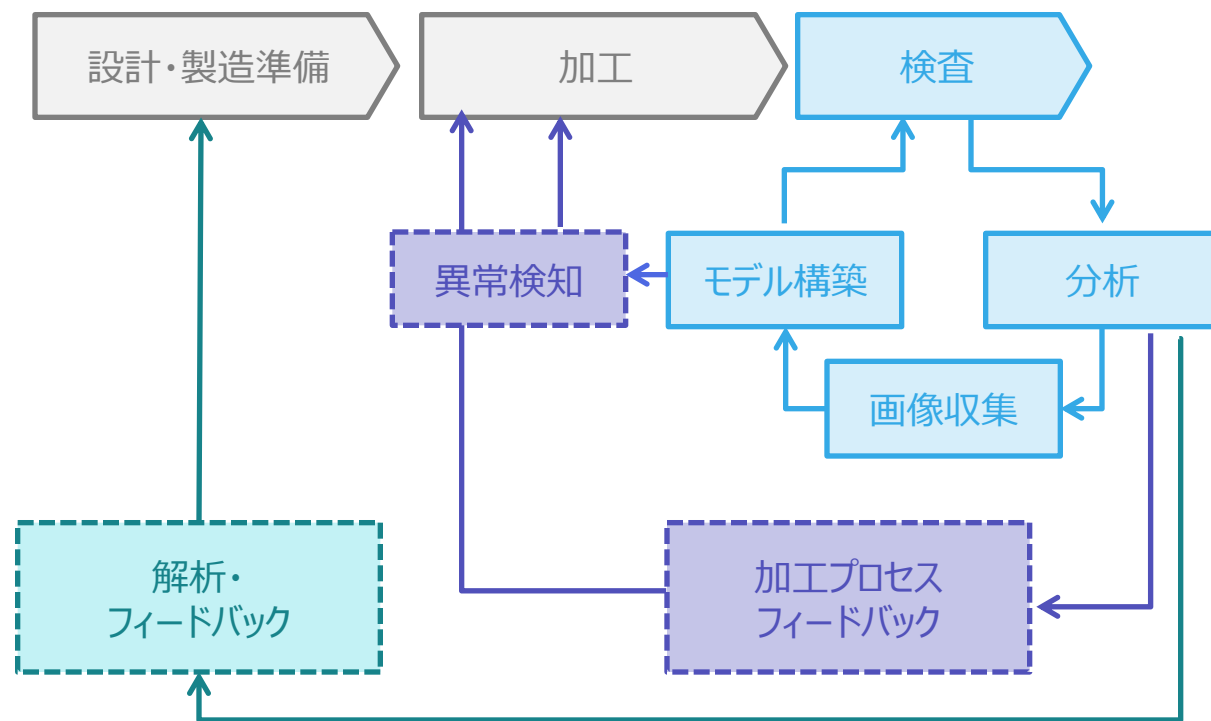 設計・製造準備
加工
検査
異常検知
モデル構築
分析
画像収集
解析・
フィードバック
加工プロセス
フィードバック